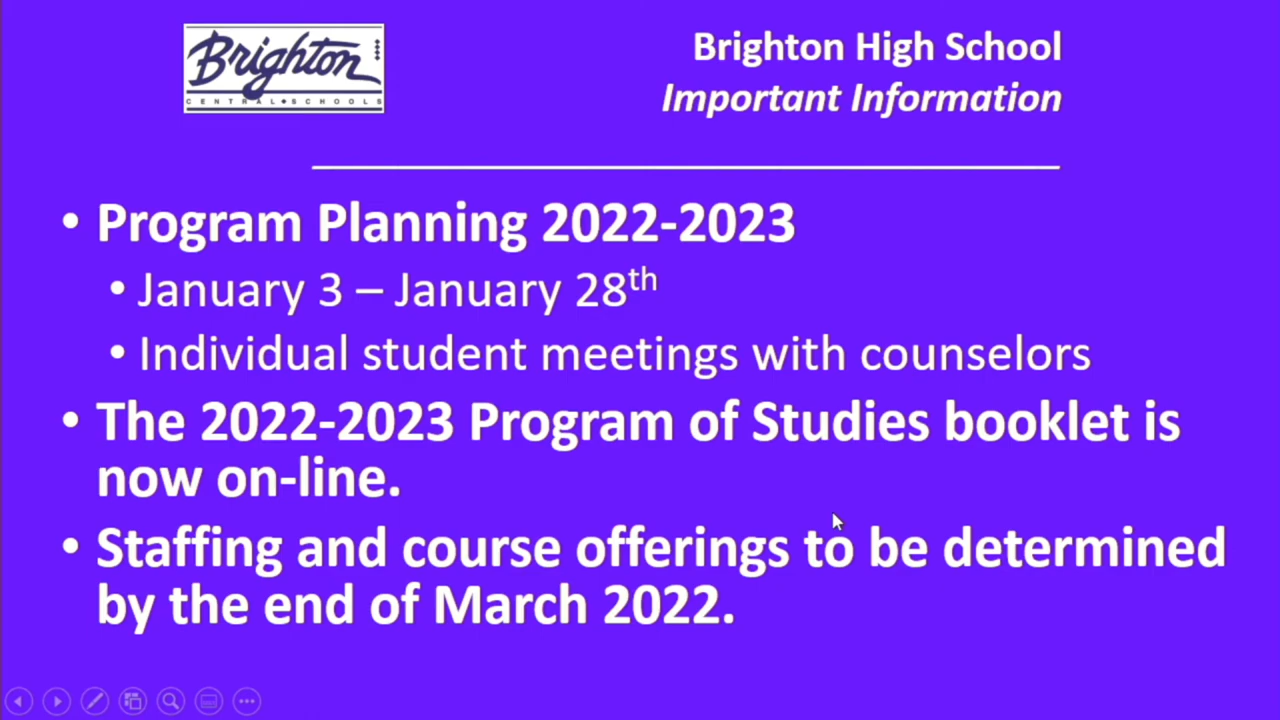 Brighton
CENTRAL◆SCHOOLS
Brighton High School
Important Information
• Program Planning 2022-2023
• January 3 – January 28th
• Individual student meetings with counselors
• The 2022-2023 Program of Studies booklet is
now on-line.
• Staffing and course offerings to be determined
by the end of March 2022.